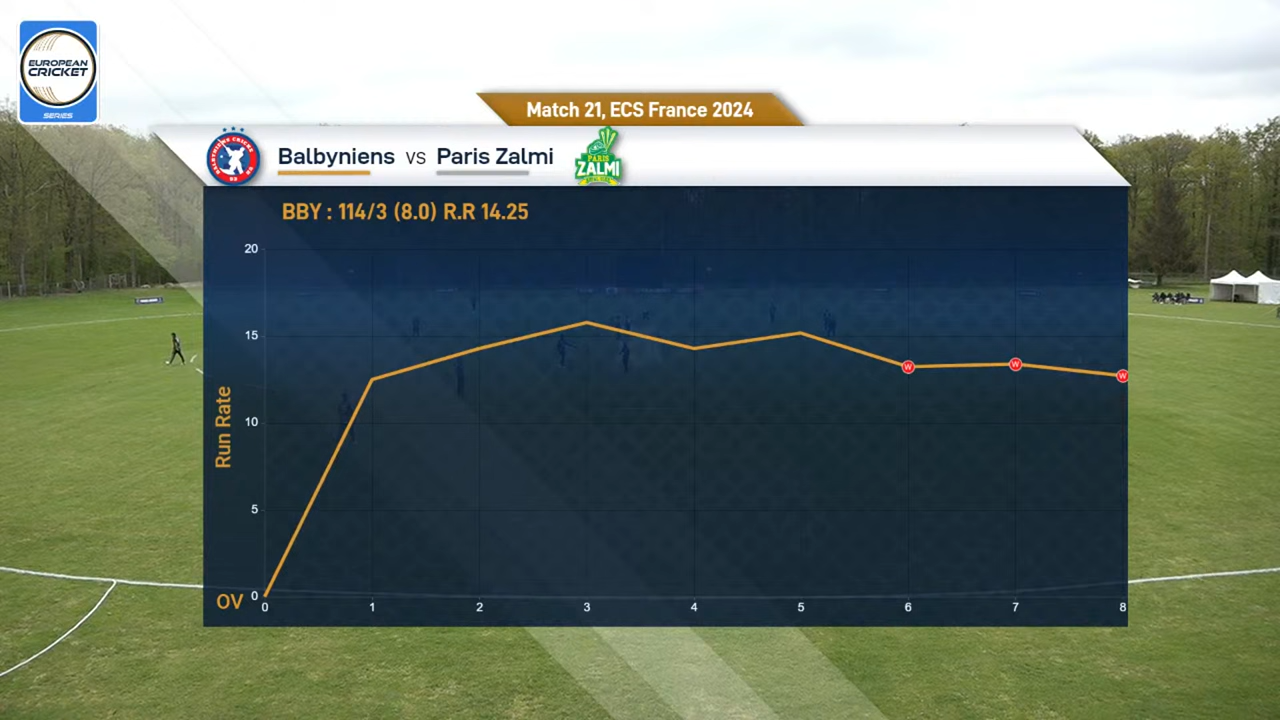 EUROPEAN
CRICKET
SERIES
Match 21, ECS France 2024
Balbyniens vs Paris Zalmi
PARIS
ZALMI
BBY : 114/3 (8.0) R.R 14.25
20
15
10
5
0
Run Rate
OV
0 1 2 3 4 5 6 7 8
W W W